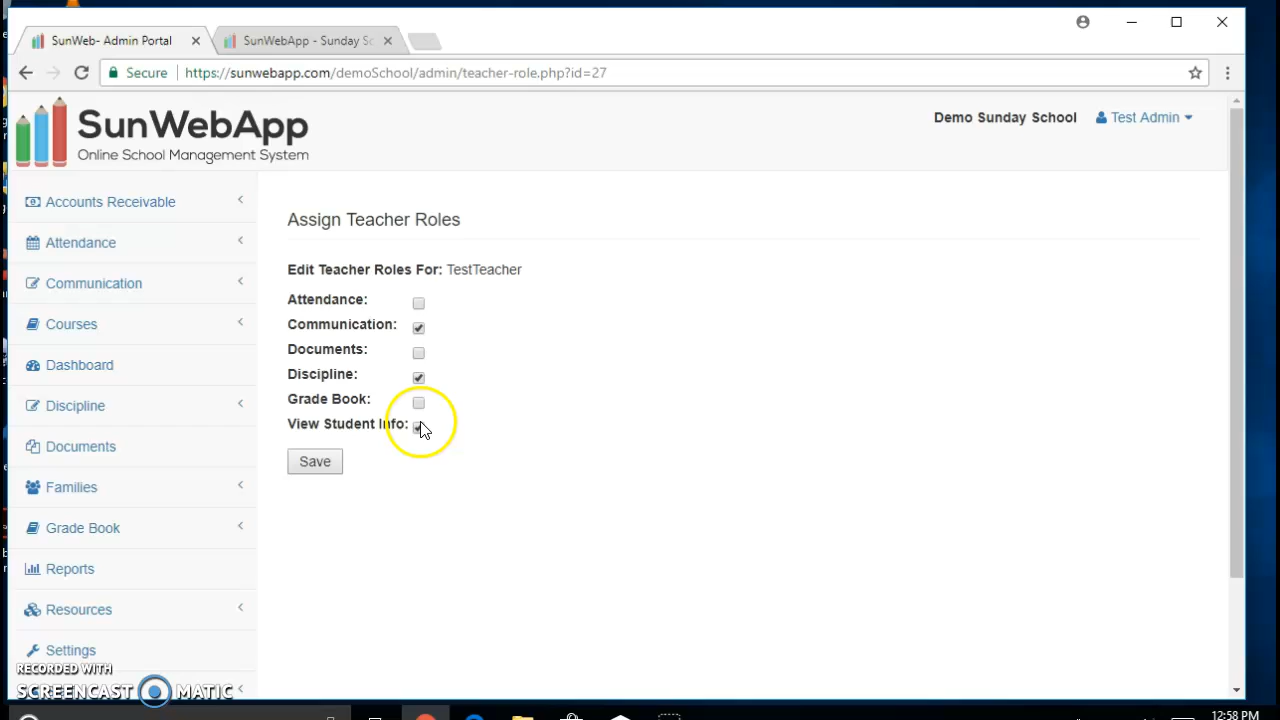 SunWeb- Admin Portal
SunWebApp - Sunday Sc
Secure
https://sunwebapp.com/demoSchool/admin/teacher-role.php?id=27
SunWebApp
Online School Management System
Demo Sunday School
Test Admin
Accounts Receivable
Attendance
Communication
Courses
Dashboard
Discipline
Documents
Families
Grade Book
Reports
Resources
Settings
Assign Teacher Roles
Edit Teacher Roles For: TestTeacher
Attendance:
Communication:
Documents:
Discipline:
Grade Book:
View Student Info:
Save
RECORDED WITH
SCREENCAST MATIC
12:58 PM